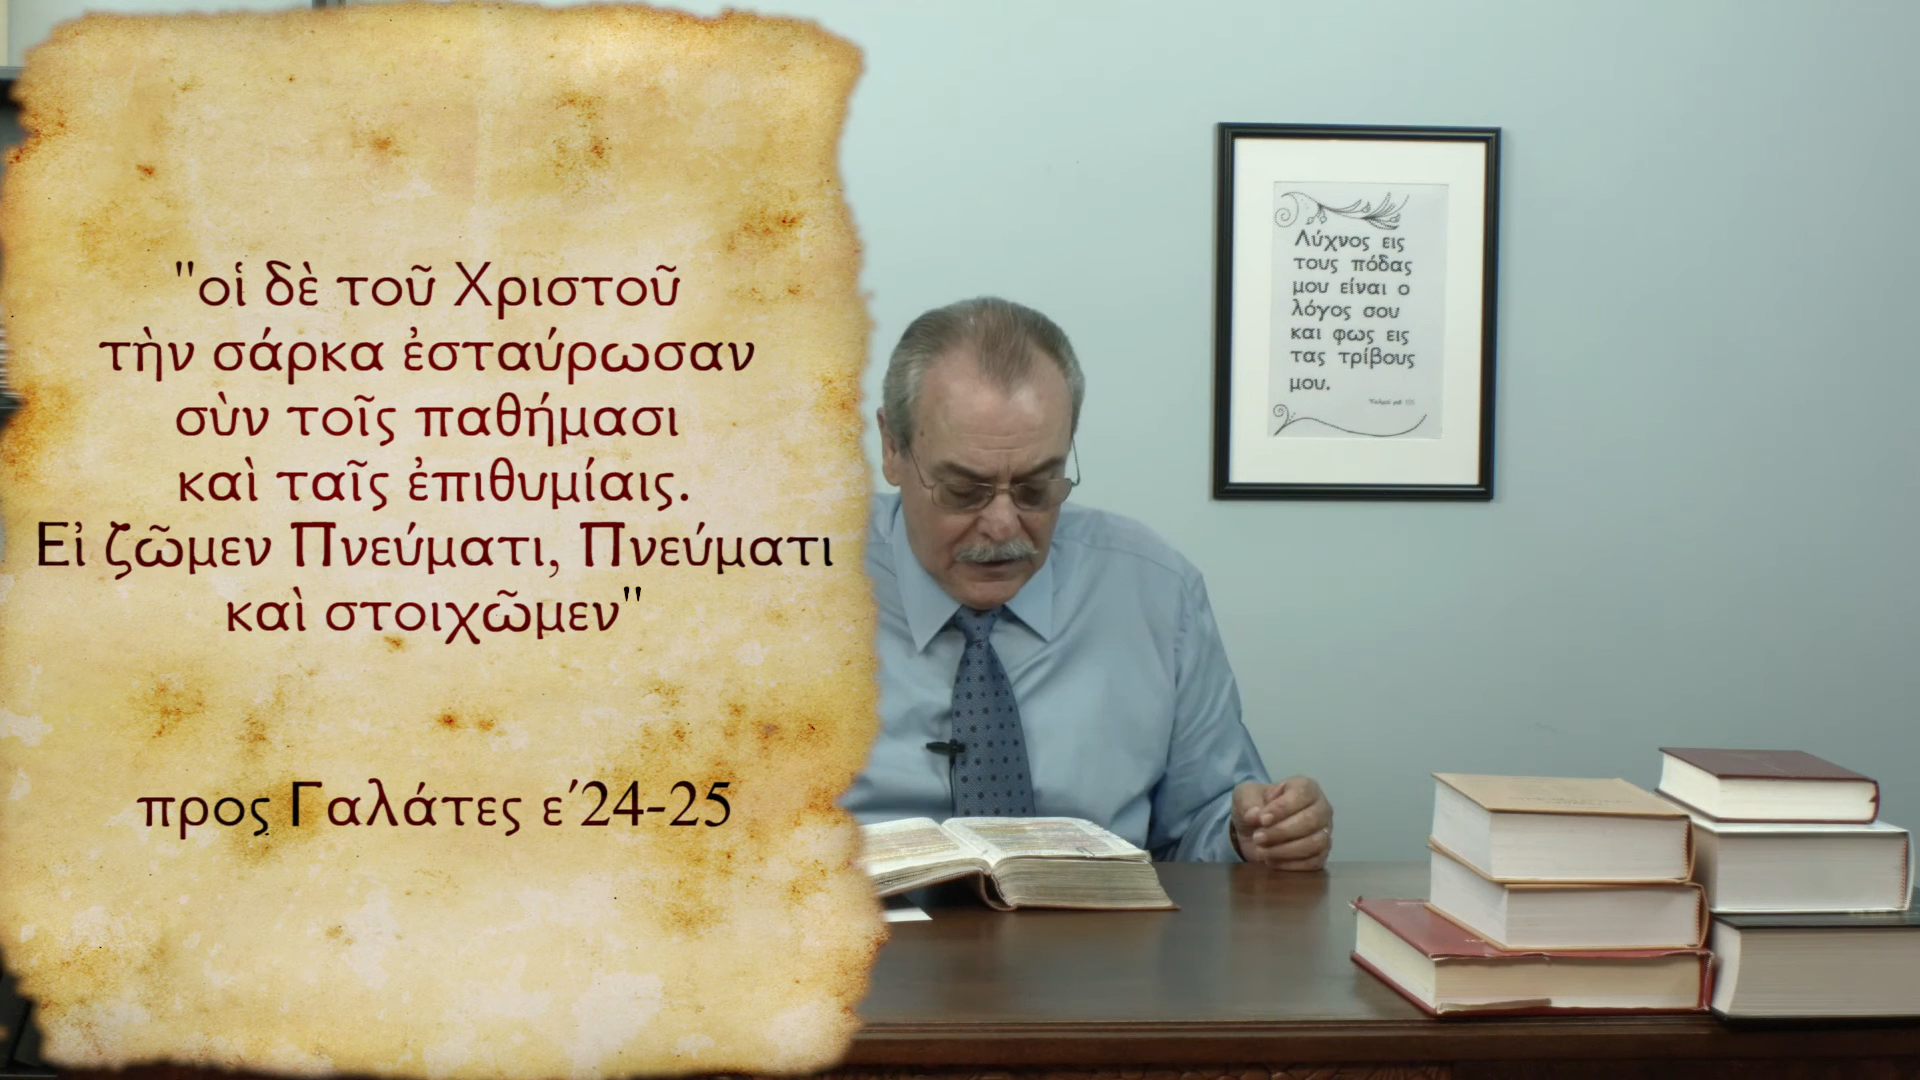 "οἱ δὲ τοῦ Χριστοῦ
τὴν σάρκα ἐσταύρωσαν
σὺν τοῖς παθήμασι
καὶ ταῖς ἐπιθυμίαις.
Εἰ ζῶμεν Πνεύματι, Πνεύματι
καὶ στοιχῶμεν"
προς Γαλάτες ε΄24-25
Λύχνος εις
τους πόδας
μου είναι ο
λόγος σου
και φως εις
τας τρίβους
μου.